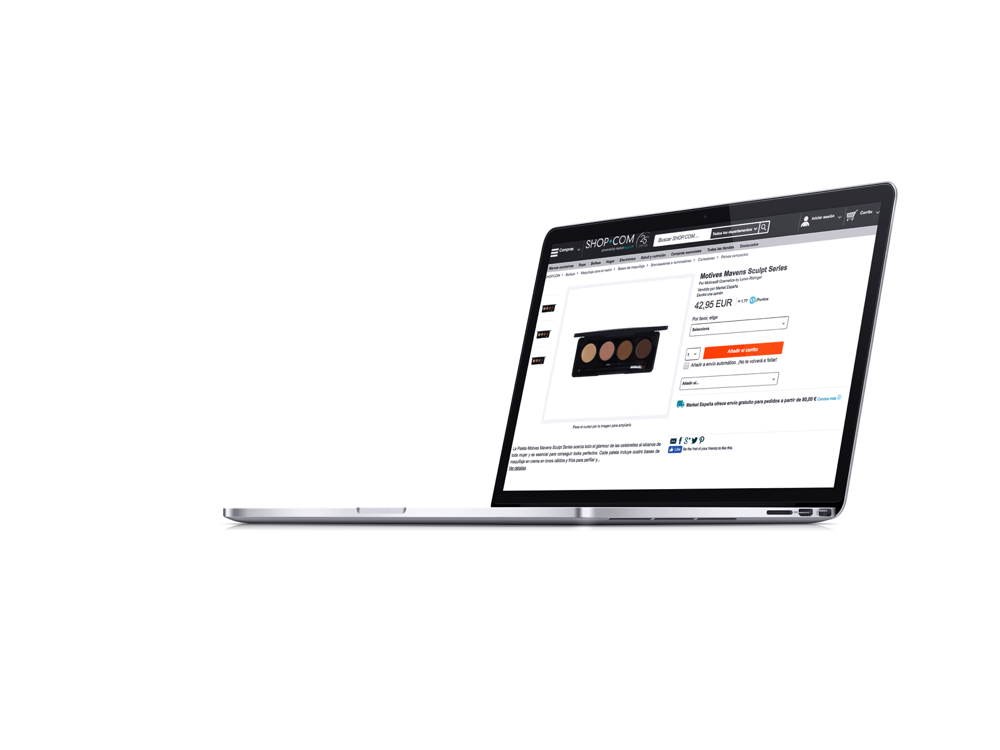 Compras
SHOP.COM
25
powered by marketespaña
Buscar SHOP.COM...
Todos los departamentos
Iniciar sesión
Carrito
Marcas exclusivas Ropa Belleza Hogar Electrónica Salud y nutrición Compras esenciales Todas las tiendas Destacados
SHOP.COM > Belleza > Maquillaje para el rostro > Bases de maquillaje > Bronceadores e iluminadores > Correctores > Polvos compactos
Motives Mavens Sculpt Series
Por Motives® Cosmetics by Loren Ridinger
Vendido por Market España
Escribe una opinión
42,95 EUR + 1.77 ¡Puntos
Por favor, elige
Selecciona
1
Añadir al carrito
Añadir a envío automático. ¡No te volverá a faltar!
Añadir al...
Market España ofrece envío gratuito para pedidos a partir de 80,00 € Conoce más
Pasa el cursor por la imagen para ampliarla
La Paleta Motives Mavens Sculpt Series acerca todo el glamour de las celebreties al alcance de
toda mujer y es esencial para conseguir looks perfectos. Cada paleta incluye cuatro bases de
maquillaje en crema en tonos cálidos y fríos para perfilar y...
Ver detalles
Like
Be the first of your friends to like this.